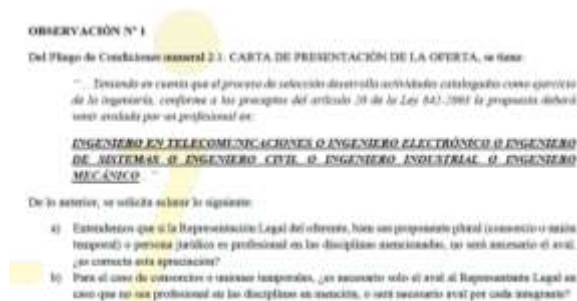 OBSERVACIÓN N° 1
Del Pliego de Condiciones numeral 2.1. CARTA DE PRESENTACIÓN DE LA OFERTA, se tiene:
"... Teniendo en cuenta que el proceso de selección desarrolla actividades catalogadas como ejercicio
de la ingeniería, conforme a los preceptos del artículo 20 de la Ley 842-2003 la propuesta deberá
venir avalada por un profesional en:
INGENIERO EN TELECOMUNICACIONES O INGENIERO ELECTRÓNICO O INGENIERO
DE SISTEMAS O INGENIERO CIVIL O INGENIERO INDUSTRIAL O INGENIERO
MECÁNICO "
De lo anterior, se solicita aclarar lo siguiente:
a) Entendemos que si la Representación Legal del oferente, bien sea proponente plural (consorcio o unión
temporal) o persona jurídica es profesional en las disciplinas mencionadas, no será necesario el aval.
¿es correcta esta apreciación?
b) Para el caso de consorcios o uniones temporales, ¿es necesario solo el aval al Representante Legal en
caso que no sea profesional en las disciplinas en mención, o será necesario aval por cada integrante?